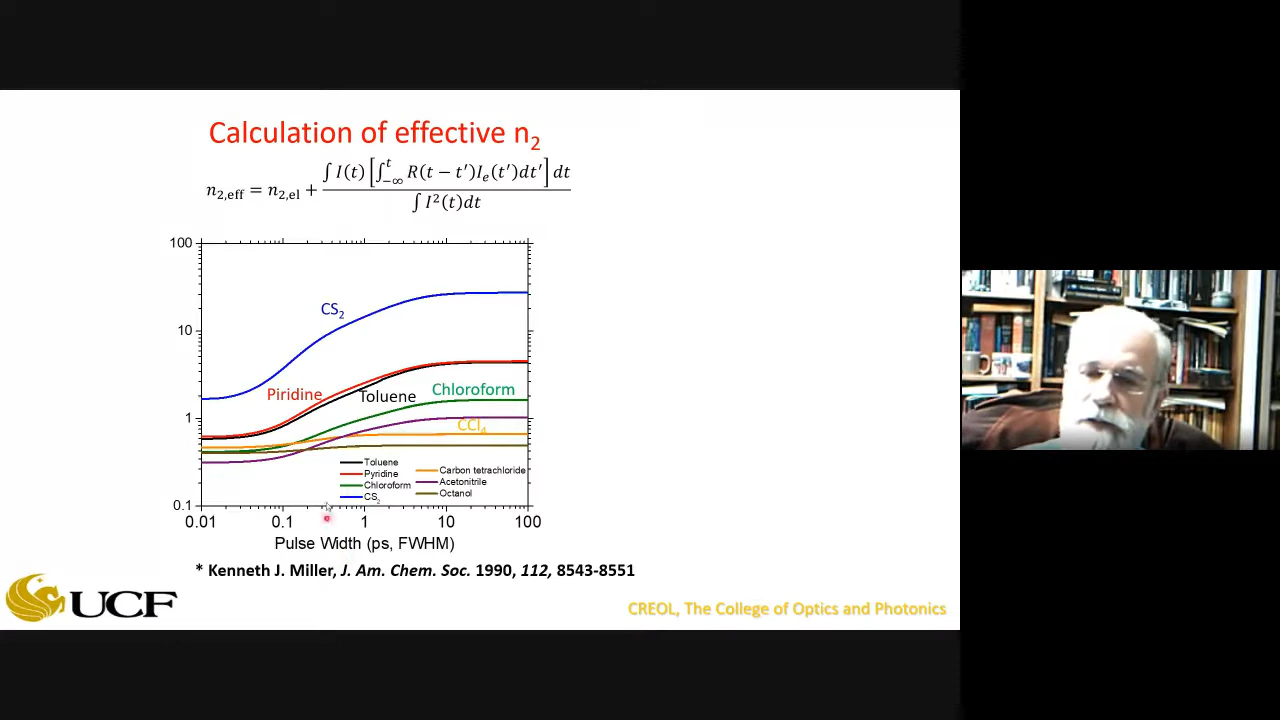 Calculation of effective n₂
n₂,eff = n₂,el + ∫ I(t) [∫₋∞ᵗ R(t − t′)Iₑ(t′)dt′] dt / ∫ I²(t)dt
100
10
1
0.1
CS₂
Piridine
Toluene
Chloroform
CCl₄
Toluene
Pyridine
Chloroform
CS₂
Carbon tetrachloride
Acetonitrile
Octanol
0.01 0.1 1 10 100
Pulse Width (ps, FWHM)
* Kenneth J. Miller, J. Am. Chem. Soc. 1990, 112, 8543-8551
UCF
CREOL, The College of Optics and Photonics